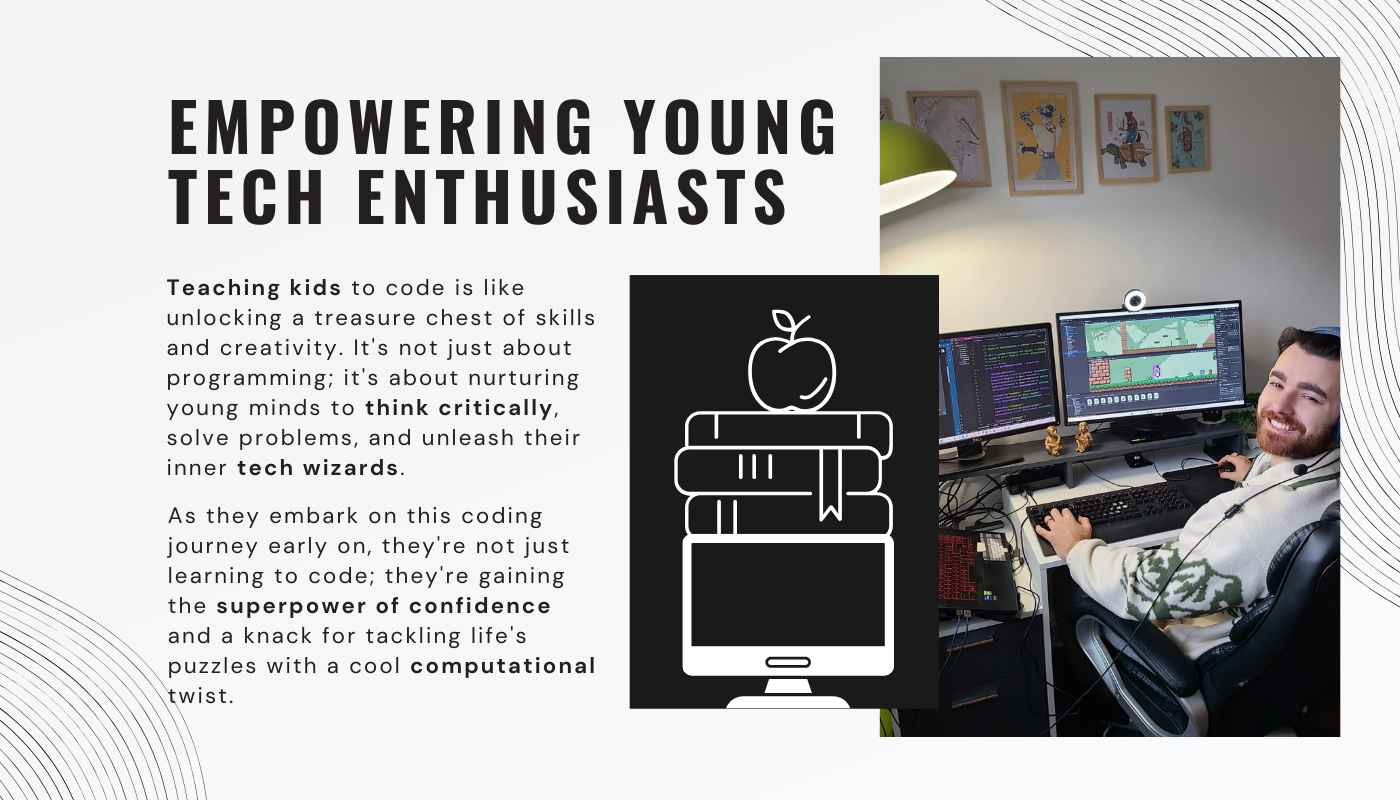 EMPOWERING YOUNG
TECH ENTHUSIASTS
Teaching kids to code is like
unlocking a treasure chest of skills
and creativity. It's not just about
programming; it's about nurturing
young minds to think critically,
solve problems, and unleash their
inner tech wizards.
As they embark on this coding
journey early on, they're not just
learning to code; they're gaining
the superpower of confidence
and a knack for tackling life's
puzzles with a cool computational
twist.